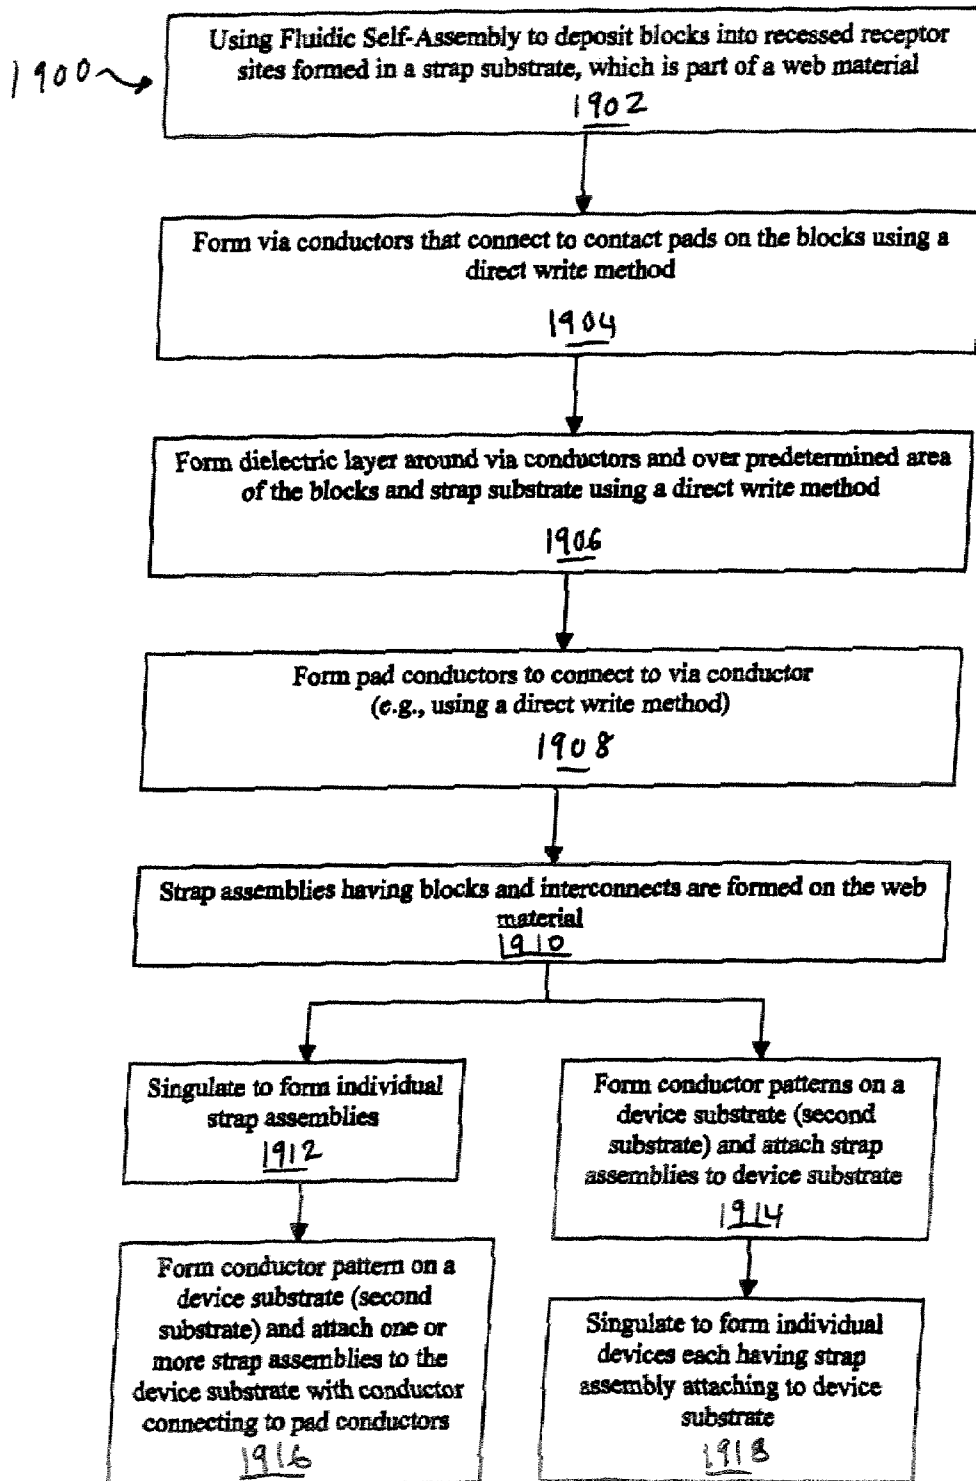 1900
Using Fluidic Self-Assembly to deposit blocks into recessed receptor
sites formed in a strap substrate, which is part of a web material
1902
Form via conductors that connect to contact pads on the blocks using a
direct write method
1904
Form dielectric layer around via conductors and over predetermined area
of the blocks and strap substrate using a direct write method
1906
Form pad conductors to connect to via conductor
(e.g., using a direct write method)
1908
Strap assemblies having blocks and interconnects are formed on the web
material
1910
Singulate to form individual
strap assemblies
1912
Form conductor pattern on a
device substrate (second
substrate) and attach one or
more strap assemblies to the
device substrate with conductor
connecting to pad conductors
1916
Form conductor patterns on a
device substrate (second
substrate) and attach strap
assemblies to device substrate
1914
Singulate to form individual
devices each having strap
assembly attaching to device
substrate
1918